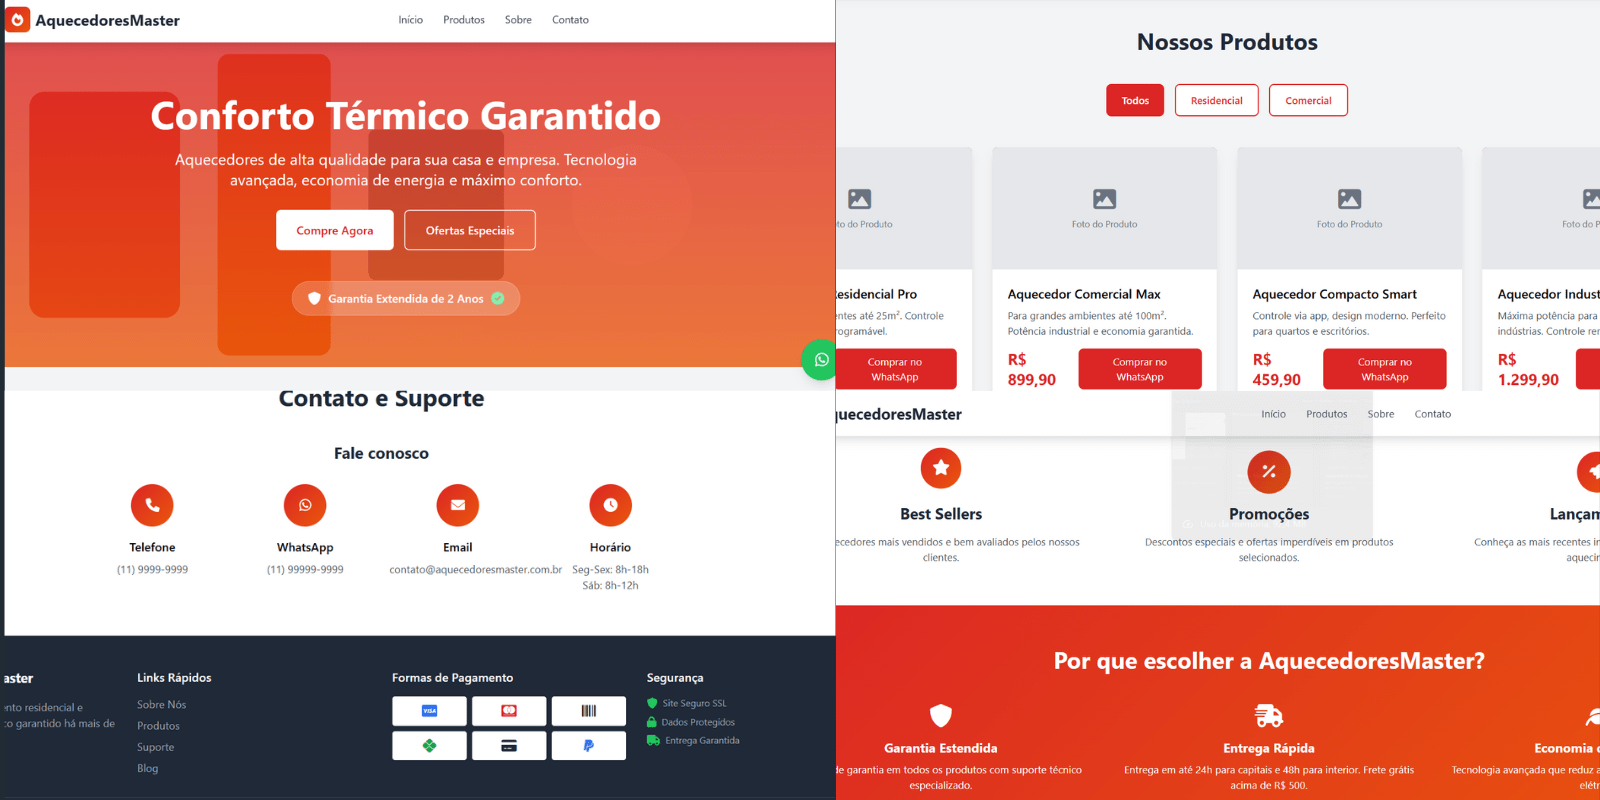 AquecedoresMaster
Início Produtos Sobre Contato
Conforto Térmico Garantido
Aquecedores de alta qualidade para sua casa e empresa. Tecnologia
avançada, economia de energia e máximo conforto.
Compre Agora Ofertas Especiais
Garantia Extendida de 2 Anos
Contato e Suporte
Fale conosco
Telefone
(11) 9999-9999
WhatsApp
(11) 99999-9999
Email
contato@aquecedoresmaster.com.br
Horário
Seg-Sex: 8h-18h
Sáb: 8h-12h
aster
ento residencial e
co garantido há mais de
Links Rápidos
Sobre Nós
Produtos
Suporte
Blog
Formas de Pagamento
VISA
Segurança
Site Seguro SSL
Dados Protegidos
Entrega Garantida
Nossos Produtos
Todos Residencial Comercial
to do Produto
Residencial Pro
entes até 25m². Controle
rogramável.
Comprar no
WhatsApp
Foto do Produto
Aquecedor Comercial Max
Para grandes ambientes até 100m².
Potência industrial e economia garantida.
R$
899,90
Comprar no
WhatsApp
Foto do Produto
Aquecedor Compacto Smart
Controle via app, design moderno. Perfeito
para quartos e escritórios.
R$
459,90
Comprar no
WhatsApp
Foto do P
Aquecedor Indust
Máxima potência para
indústrias. Controle re
R$
1.299,90
quecedoresMaster
Início Produtos Sobre Contato
Best Sellers
ecedores mais vendidos e bem avaliados pelos nossos
clientes.
Promoções
Descontos especiais e ofertas imperdíveis em produtos
selecionados.
Lançam
Conheça as mais recentes i
aquecin
Por que escolher a AquecedoresMaster?
Garantia Estendida
de garantia em todos os produtos com suporte técnico
especializado.
Entrega Rápida
Entrega em até 24h para capitais e 48h para interior. Frete grátis
acima de R$ 500.
Economia
Tecnologia avançada que reduz a
elétr